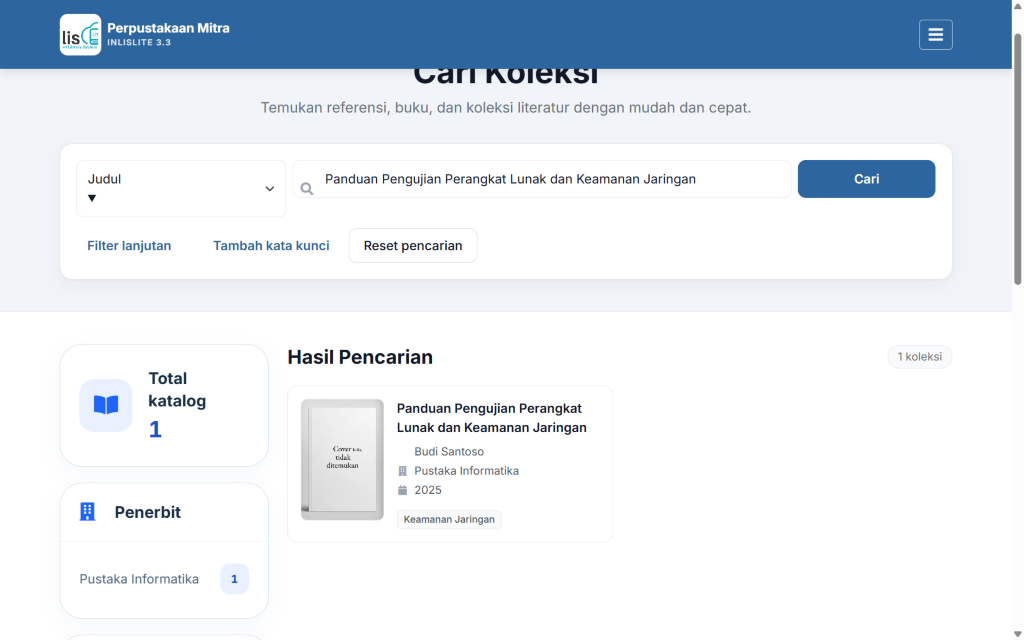 lis
Perpustakaan Mitra
INLISLITE 3.3
Cari Koleksi
Temukan referensi, buku, dan koleksi literatur dengan mudah dan cepat.
Judul
Panduan Pengujian Perangkat Lunak dan Keamanan Jaringan
Cari
Filter lanjutan
Tambah kata kunci
Reset pencarian
Total
katalog
1
Penerbit
Pustaka Informatika
1
Hasil Pencarian
1 koleksi
tidak
ditemukan
Panduan Pengujian Perangkat
Lunak dan Keamanan Jaringan
Budi Santoso
Pustaka Informatika
2025
Keamanan Jaringan